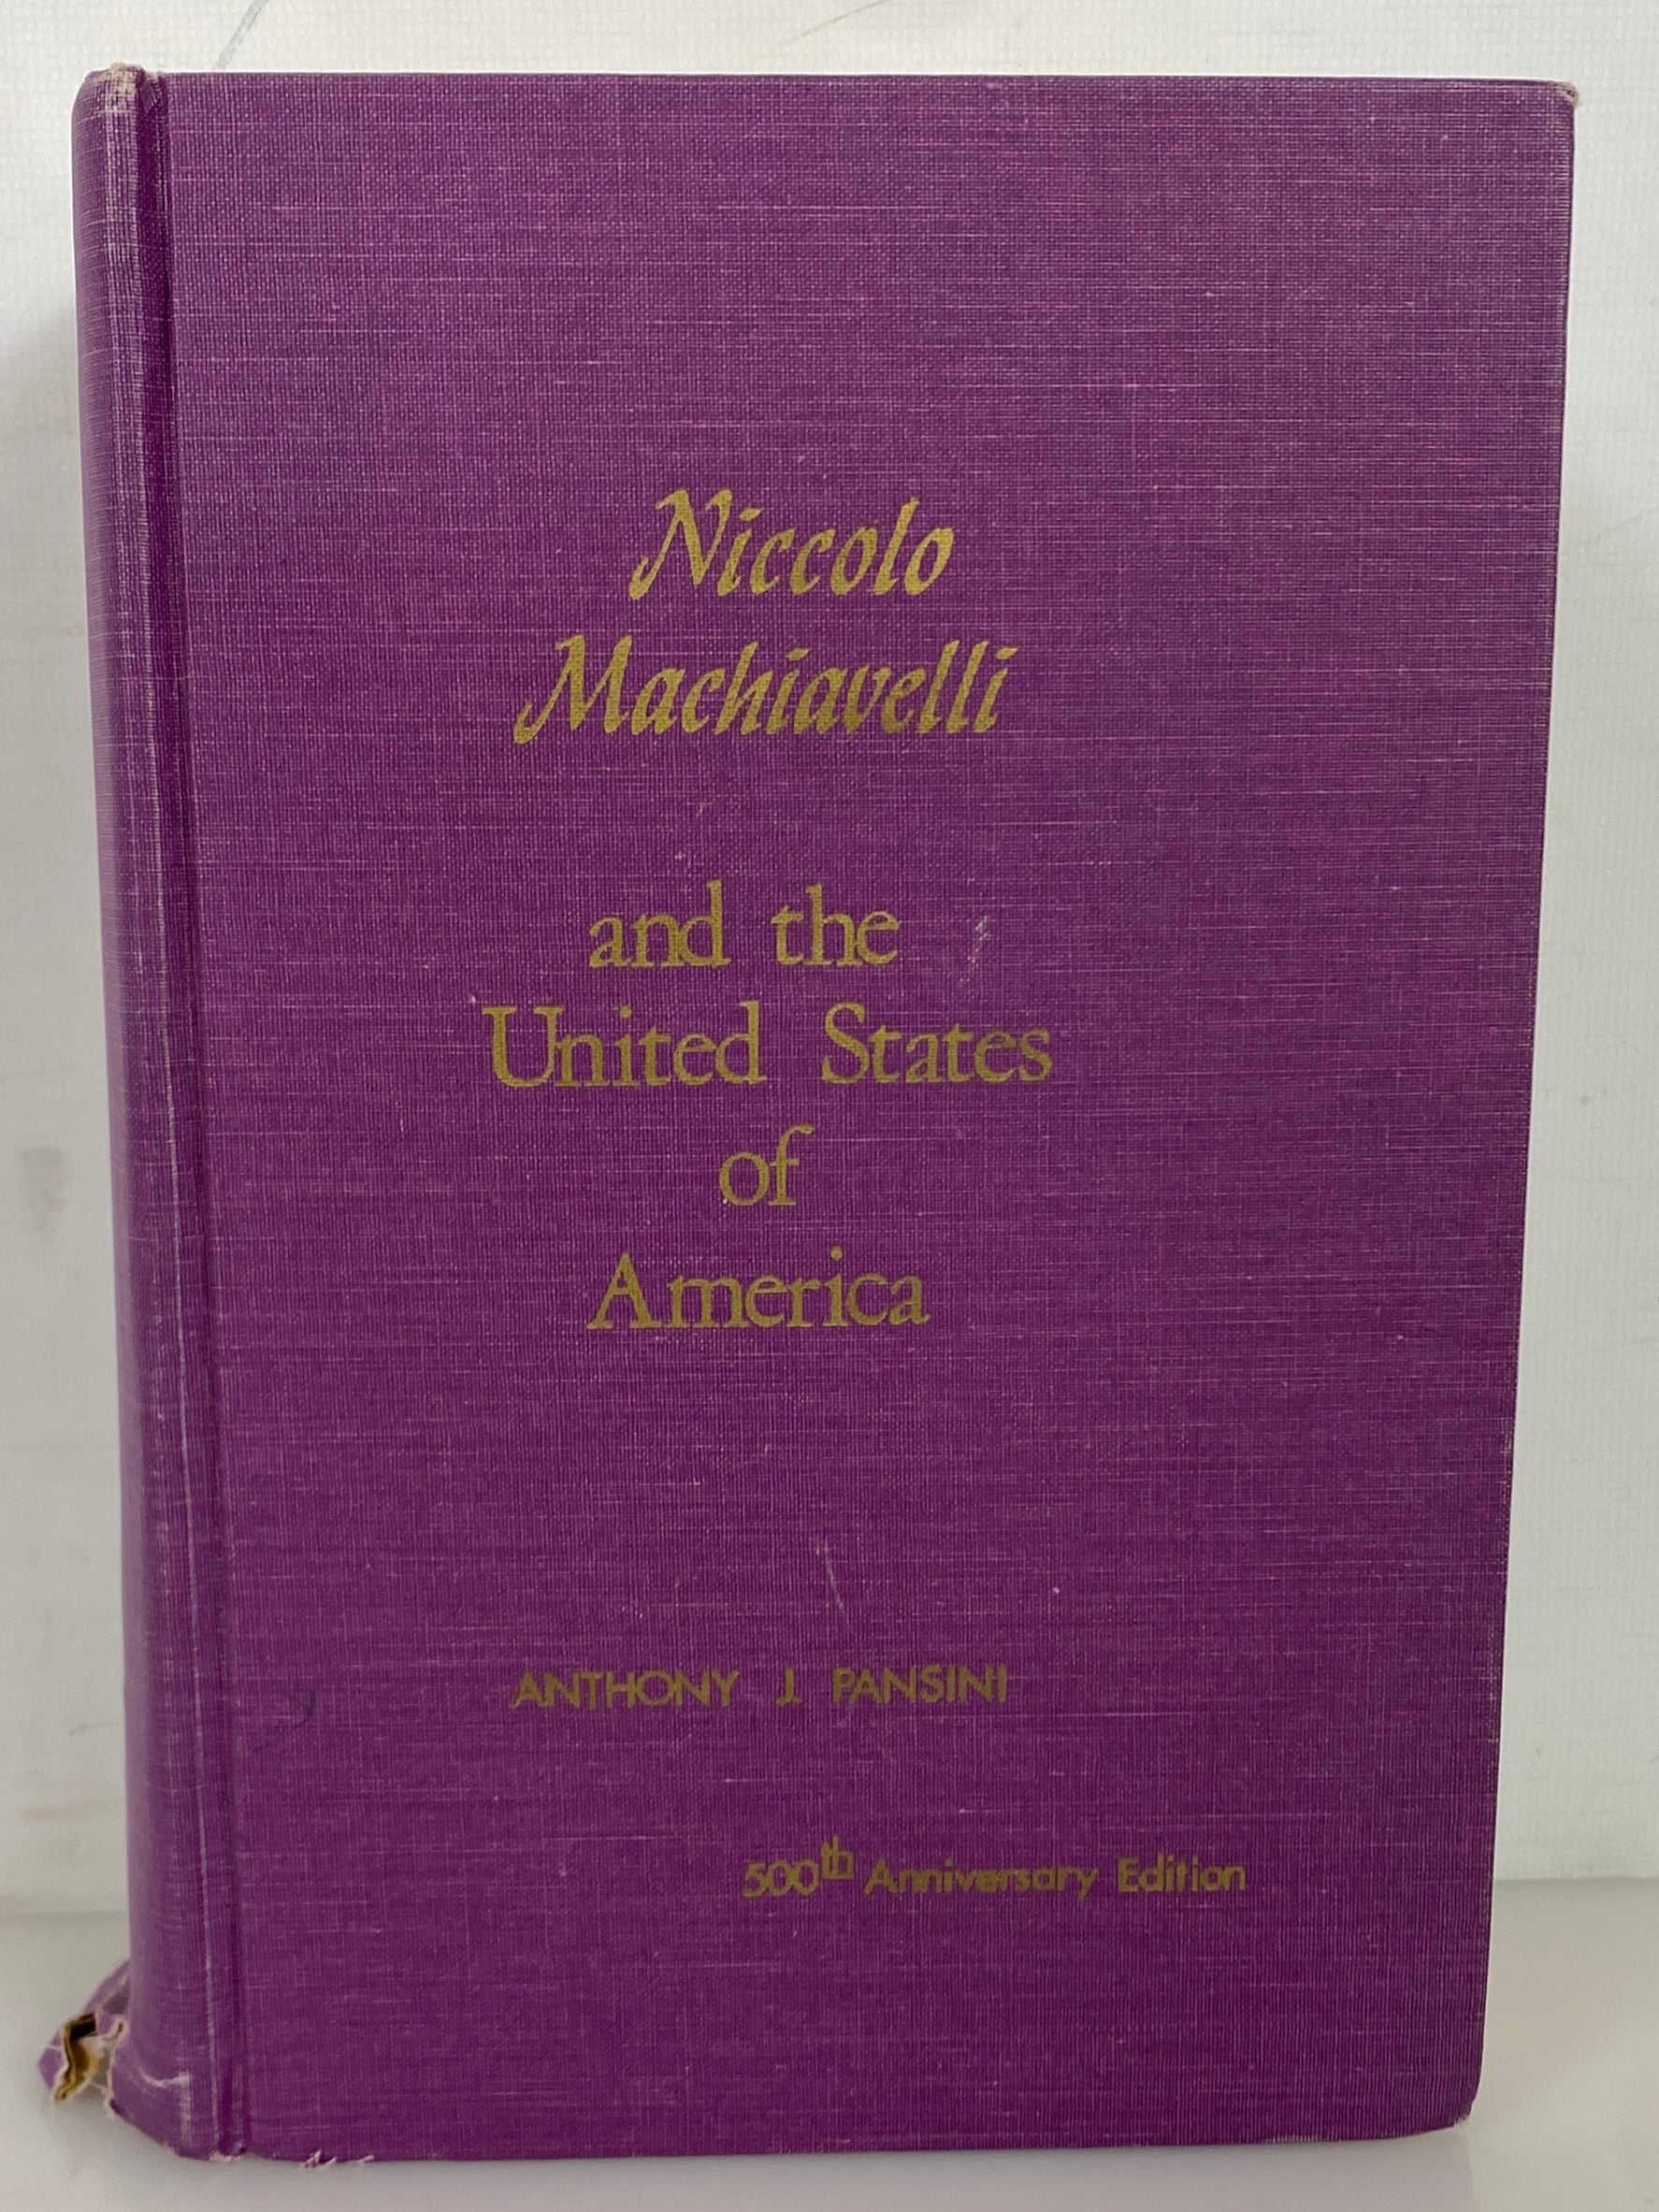 Niccolo
Machiavelli
and the
United States
of
America
ANTHONY J. PANSINI
500th Anniversary Edition